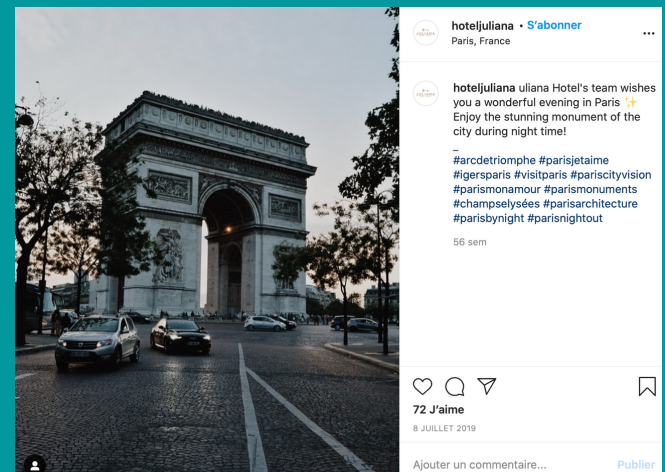 hoteljuliana • S'abonner
Paris, France
hoteljuliana uliana Hotel's team wishes
you a wonderful evening in Paris ✨
Enjoy the stunning monument of the
city during night time!
_
#arcdetriomphe #parisjetaime
#igersparis #visitparis #pariscityvision
#parismonamour #parismonuments
#champselysées #parisarchitecture
#parisbynight #parisnightout
56 sem
72 J'aime
8 JUILLET 2019
Ajouter un commentaire... Publier